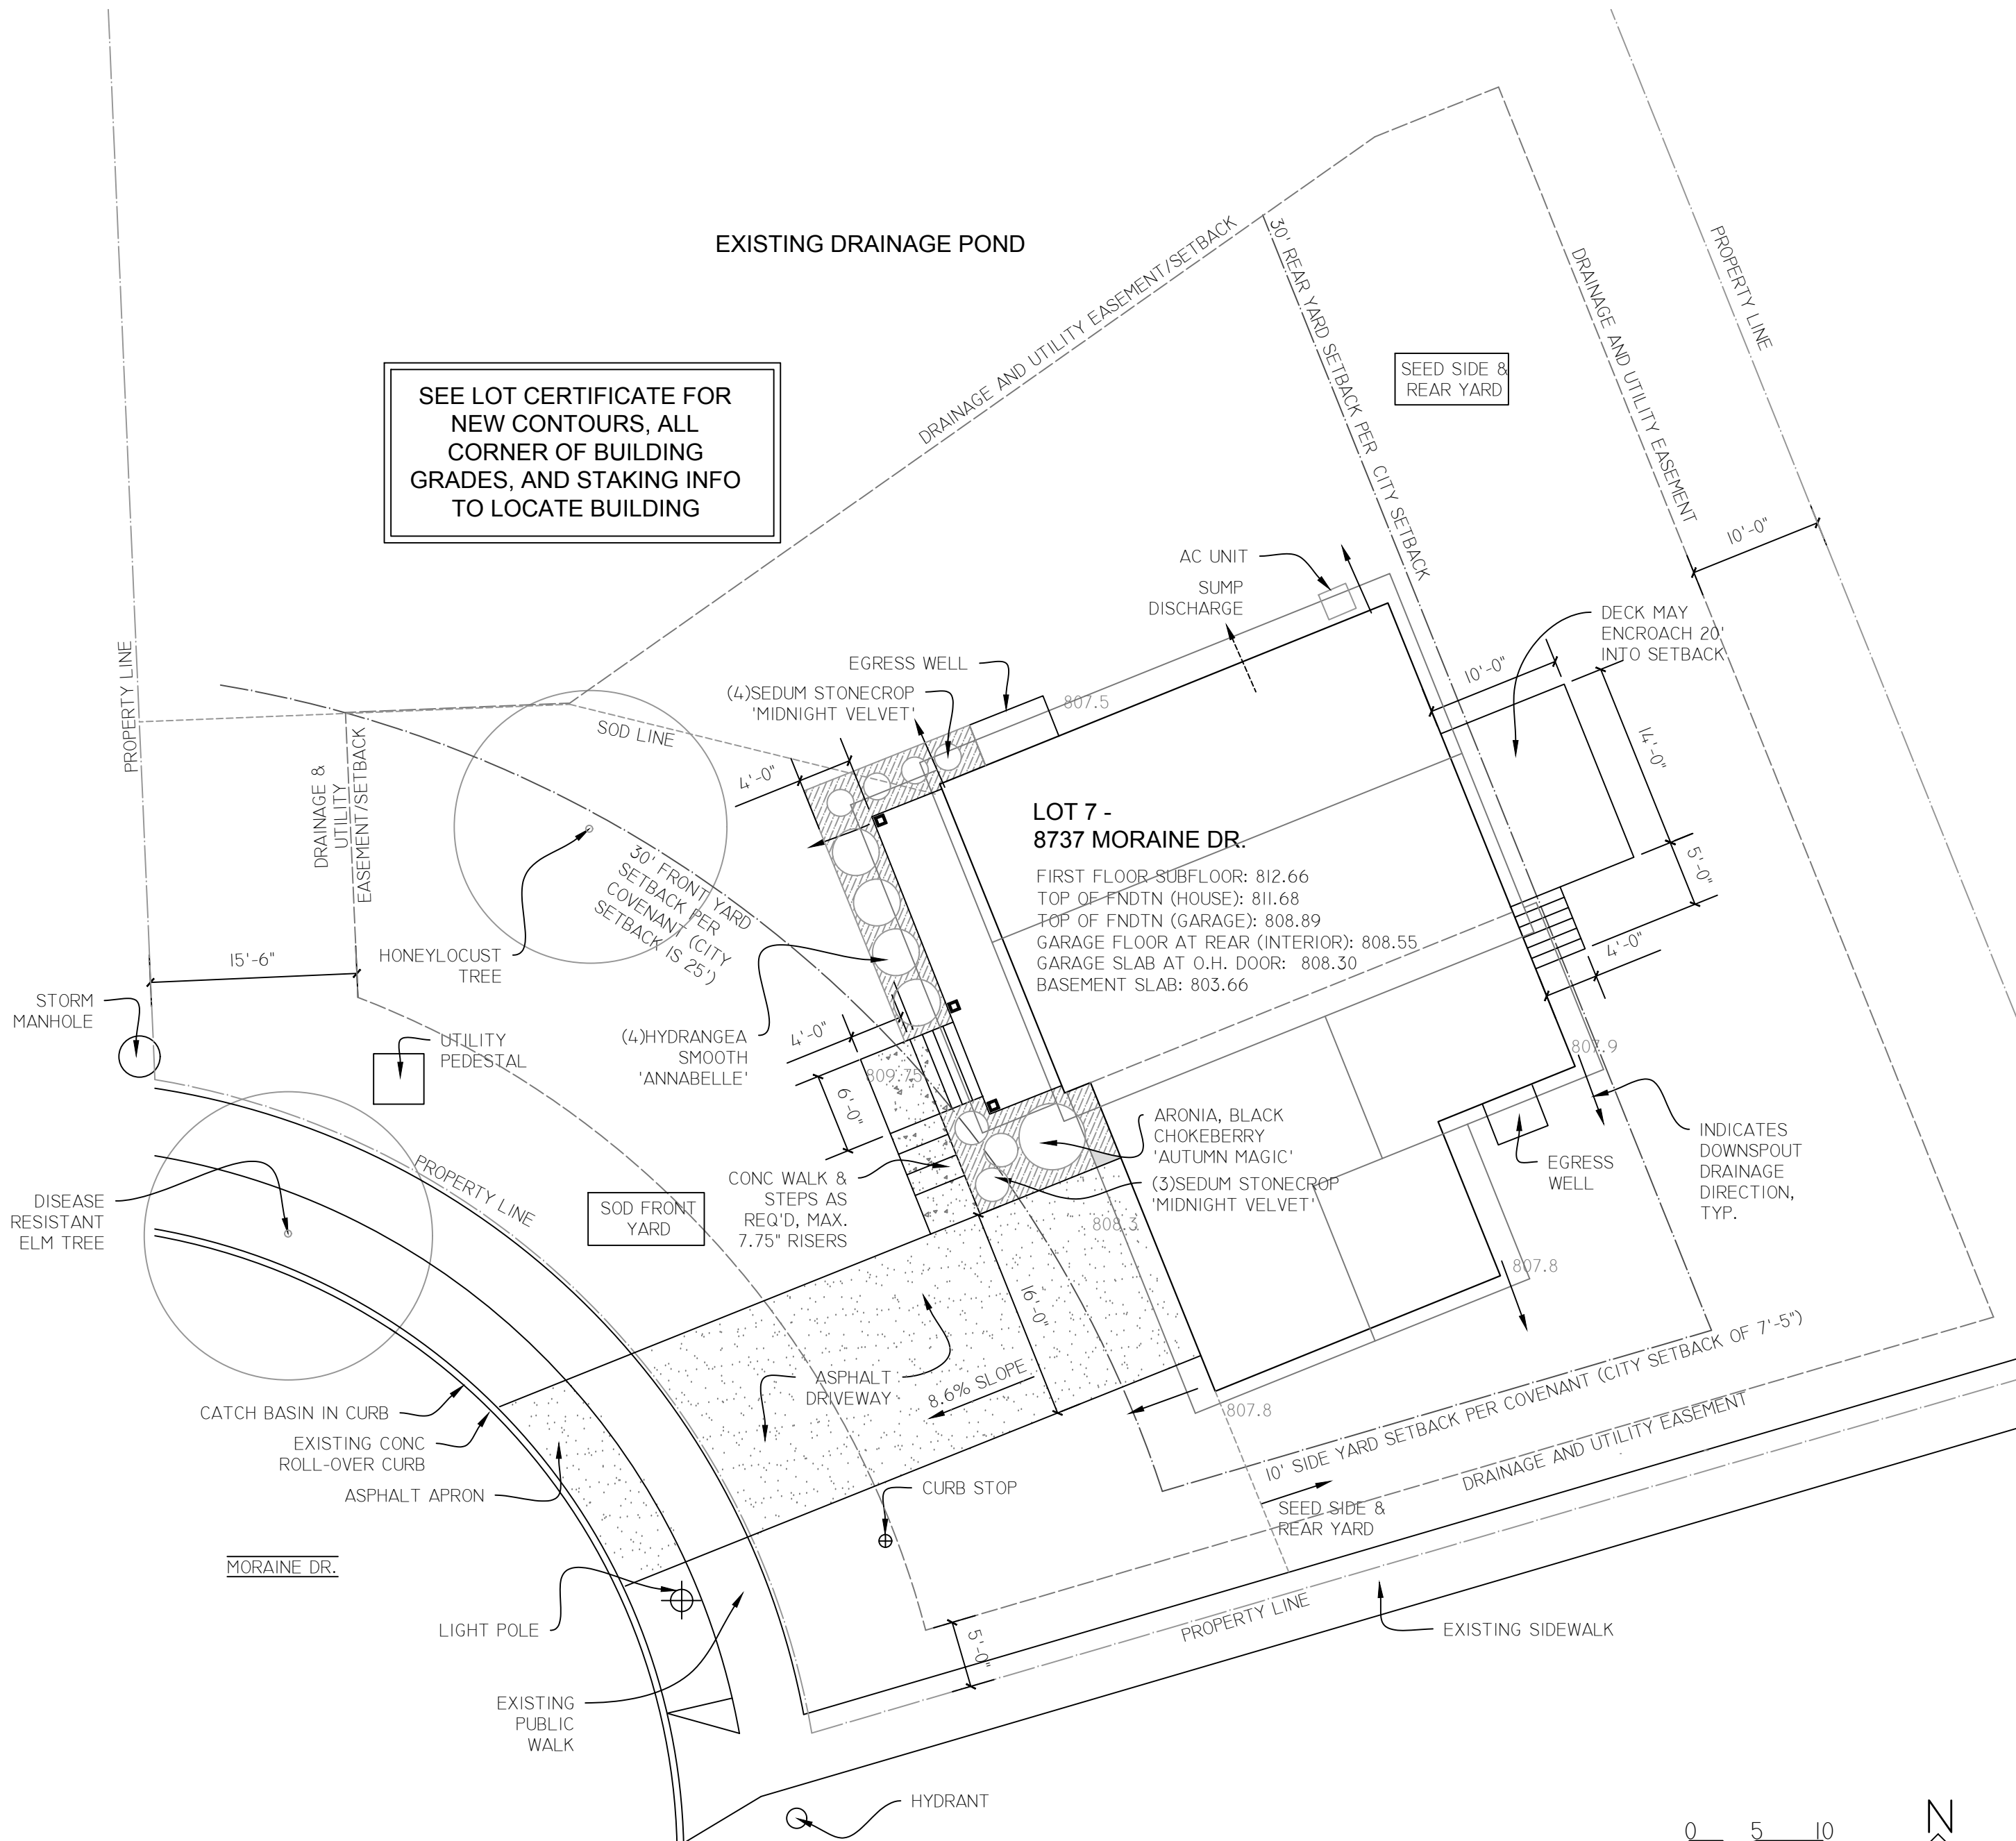 EXISTING DRAINAGE POND
SEE LOT CERTIFICATE FOR
NEW CONTOURS, ALL
CORNER OF BUILDING
GRADES, AND STAKING INFO
TO LOCATE BUILDING
DRAINAGE AND UTILITY EASEMENT/SETBACK
30' REAR YARD SETBACK PER CITY SETBACK
SEED SIDE &
REAR YARD
DRAINAGE AND UTILITY EASEMENT
PROPERTY LINE
10'-0"
AC UNIT
SUMP
DISCHARGE
DECK MAY
ENCROACH 20'
INTO SETBACK
10'-0"
14'-0"
5'-0"
4'-0"
EGRESS WELL
(4)SEDUM STONECROP
'MIDNIGHT VELVET'
807.5
PROPERTY LINE
SOD LINE
4'-0"
DRAINAGE &
UTILITY
EASEMENT/SETBACK
30' FRONT YARD
SETBACK PER
COVENANT (CITY
SETBACK IS 25')
HONEYLOCUST
TREE
15'-6"
LOT 7 -
8737 MORAINE DR.
FIRST FLOOR SUBFLOOR: 812.66
TOP OF FNDTN (HOUSE): 811.68
TOP OF FNDTN (GARAGE): 808.89
GARAGE FLOOR AT REAR (INTERIOR): 808.55
GARAGE SLAB AT O.H. DOOR: 808.30
BASEMENT SLAB: 803.66
STORM
MANHOLE
UTILITY
PEDESTAL
(4)HYDRANGEA
SMOOTH
'ANNABELLE'
4'-0"
809.75
6'-0"
807.9
ARONIA, BLACK
CHOKEBERRY
'AUTUMN MAGIC'
(3)SEDUM STONECROP
'MIDNIGHT VELVET'
EGRESS
WELL
INDICATES
DOWNSPOUT
DRAINAGE
DIRECTION,
TYP.
DISEASE
RESISTANT
ELM TREE
PROPERTY LINE
SOD FRONT
YARD
CONC WALK &
STEPS AS
REQ'D, MAX.
7.75" RISERS
808.3
807.8
16'-0"
ASPHALT
DRIVEWAY
8.6% SLOPE
807.8
CATCH BASIN IN CURB
EXISTING CONC
ROLL-OVER CURB
ASPHALT APRON
CURB STOP
10' SIDE YARD SETBACK PER COVENANT (CITY SETBACK OF 7'-5")
DRAINAGE AND UTILITY EASEMENT
SEED SIDE &
REAR YARD
MORAINE DR.
LIGHT POLE
5'-0"
PROPERTY LINE
EXISTING SIDEWALK
EXISTING
PUBLIC
WALK
HYDRANT
0 5 10
N